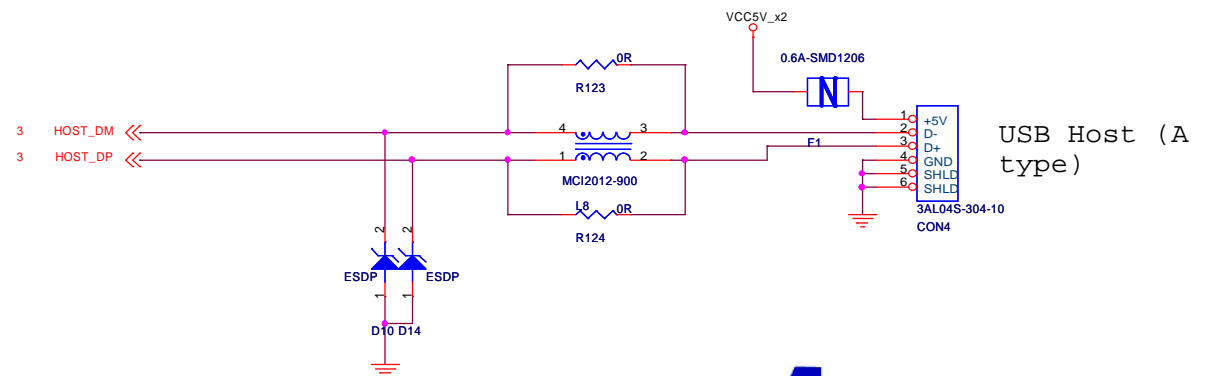 VCC5V_x2
0R
0.6A-SMD1206
R123
3 HOST_DM
4
3
1
+5V
2
D-
USB Host (A
type)
3 HOST_DP
1
2
F1
3
D+
4
GND
5
SHLD
6
SHLD
MCI2012-900
L8
0R
3AL04S-304-10
R124
CON4
2
2
ESDP
ESDP
1
1
D10 D14